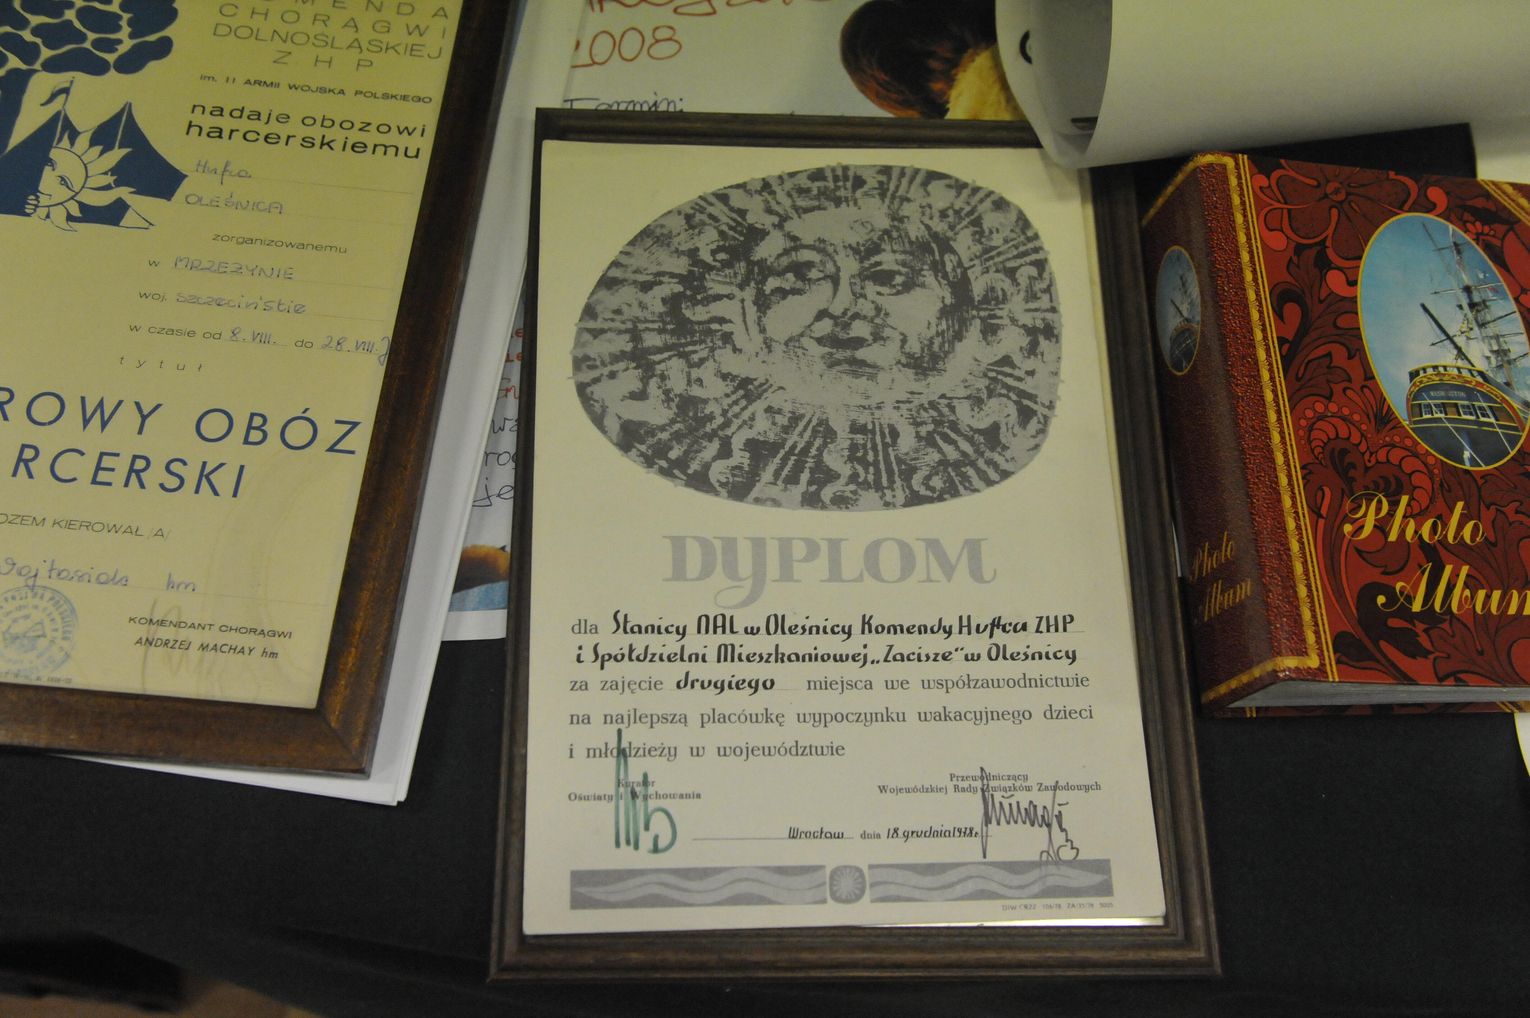 CHORĄGWI
DOLNOŚLĄSKIEJ
Z H P
im. II ARMII WOJSKA POLSKIEGO
nadaje obozowi
harcerskiemu
Hufca
OLEŚNICA
zorganizowanemu
w MRZEŻYNIE
woj. szczecińskie
w czasie od 8.VIII. do 28.VIII.
tytuł
ROWY OBÓZ
RCERSKI
OZEM KIEROWAŁ /A/
hm
KOMENDANT CHORĄGWI
ANDRZEJ MACHAY hm
2008
Termin:
DYPLOM
dla Stanicy NAL w Oleśnicy Komendy Hufca ZHP
i Spółdzielni Mieszkaniowej „Zacisze" w Oleśnicy
za zajęcie drugiego miejsca we współzawodnictwie
na najlepszą placówkę wypoczynku wakacyjnego dzieci
i młodzieży w województwie
Kurator
Oświaty i Wychowania
Przewodniczący
Wojewódzkiej Rady Związków Zawodowych
Wrocław dnia 18 grudnia 1978 r.
Photo
Album
Photo
Album